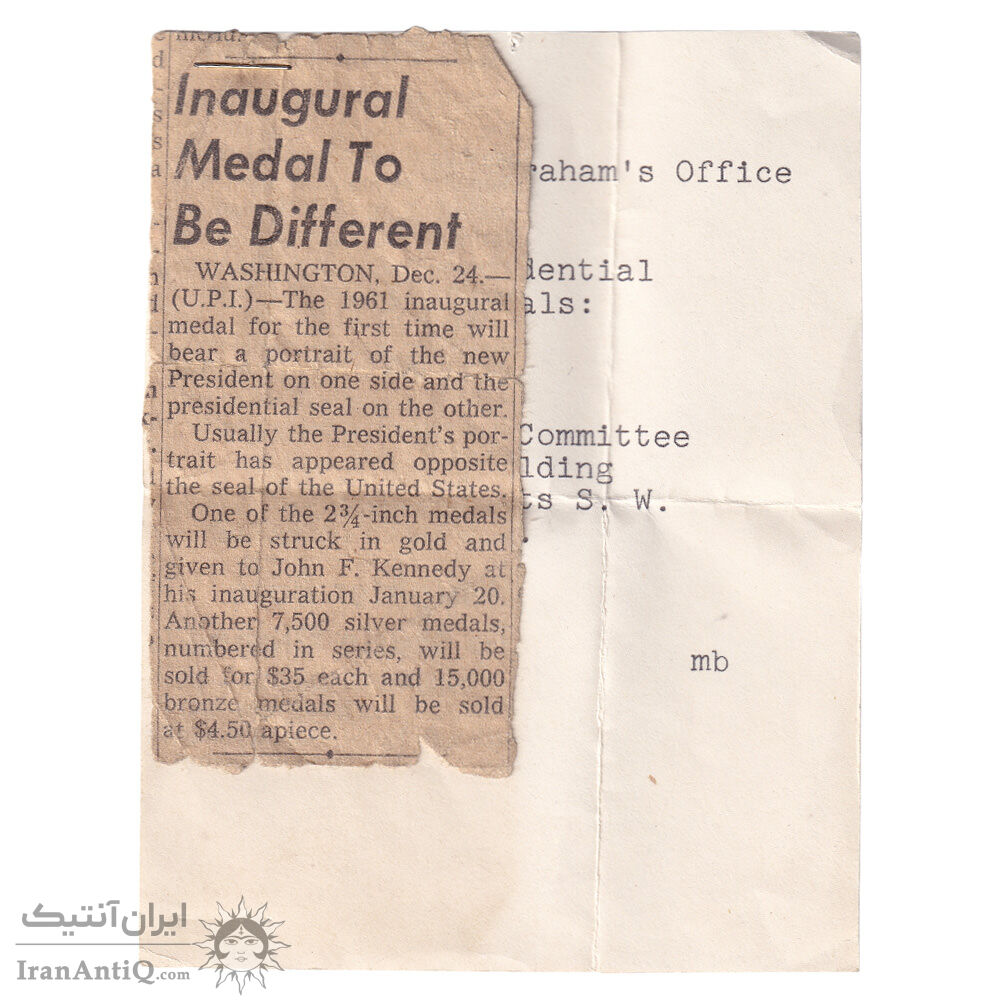 Inaugural
Medal To
Be Different
WASHINGTON, Dec. 24.—
(U.P.I.)—The 1961 inaugural
medal for the first time will
bear a portrait of the new
President on one side and the
presidential seal on the other.
Usually the President's por-
trait has appeared opposite
the seal of the United States.
One of the 2¾-inch medals
will be struck in gold and
given to John F. Kennedy at
his inauguration January 20.
Another 7,500 silver medals,
numbered in series, will be
sold for $35 each and 15,000
bronze medals will be sold
at $4.50 apiece.
raham's Office
dential
als:
Committee
lding
ts S. W.
mb
ایران آنتیک
IranAntiQ.com